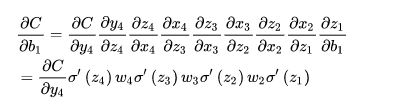 ∂C/∂b₁ = ∂C/∂y₄ ∂y₄/∂z₄ ∂z₄/∂x₄ ∂x₄/∂z₃ ∂z₃/∂x₃ ∂x₃/∂z₂ ∂z₂/∂x₂ ∂x₂/∂z₁ ∂z₁/∂b₁
= ∂C/∂y₄ σ′(z₄) w₄σ′(z₃) w₃σ′(z₂) w₂σ′(z₁)